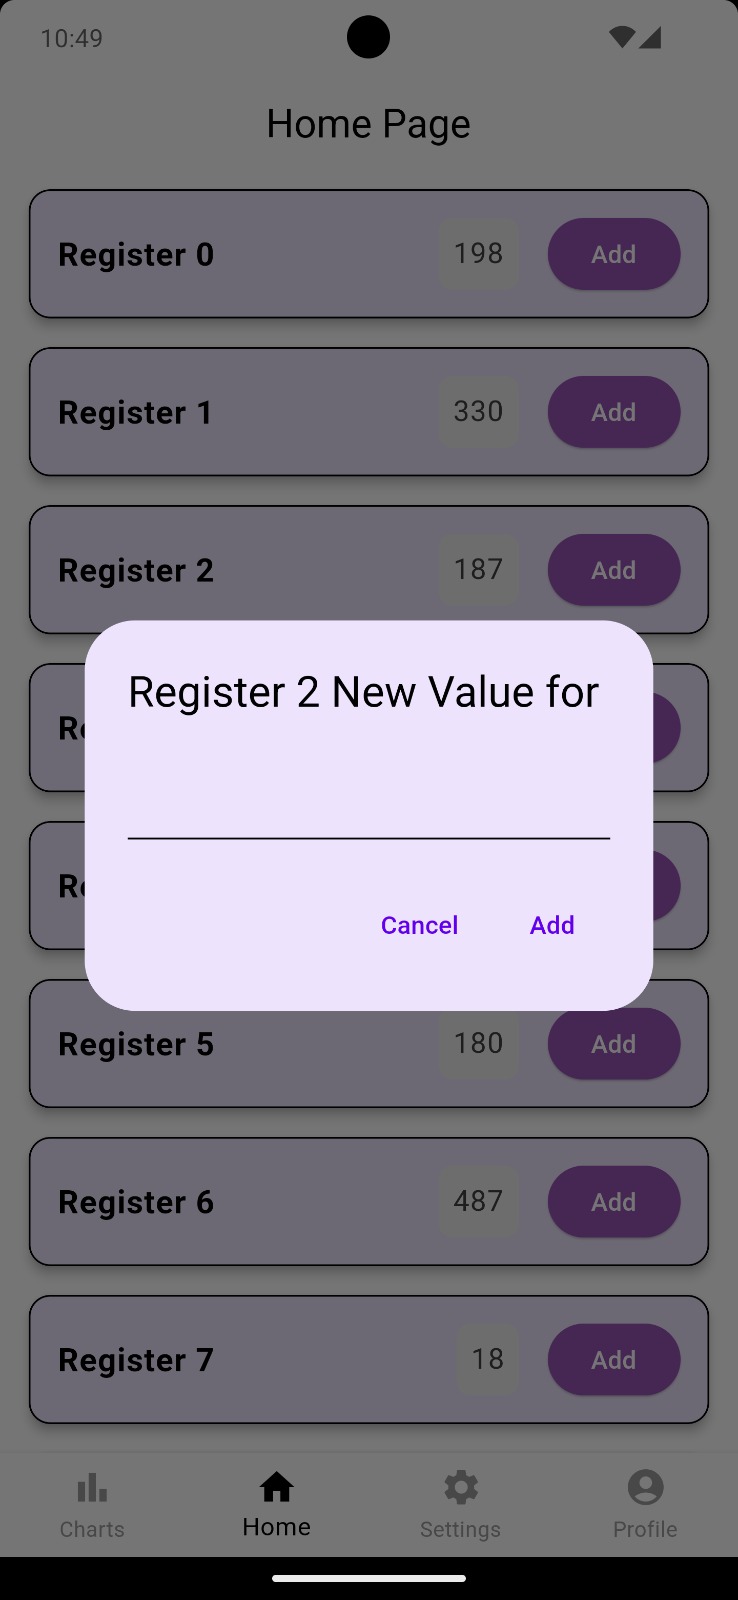 10:49
Home Page
Register 0 198 Add
Register 1 330 Add
Register 2 187 Add
Register 2 New Value for
Cancel Add
Register 5 180 Add
Register 6 487 Add
Register 7 18 Add
Charts Home Settings Profile